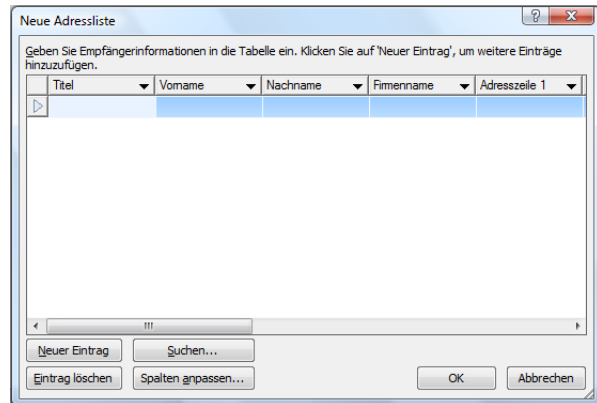 Neue Adressliste
Geben Sie Empfängerinformationen in die Tabelle ein. Klicken Sie auf 'Neuer Eintrag', um weitere Einträge
hinzuzufügen.
Titel Vorname Nachname Firmenname Adresszeile 1
Neuer Eintrag Suchen...
Eintrag löschen Spalten anpassen... OK Abbrechen